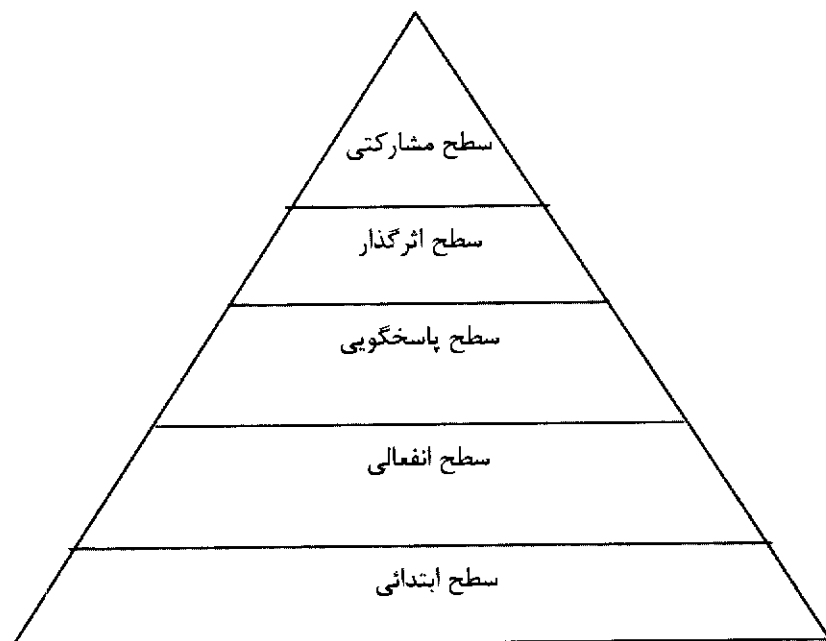 سطح مشارکتی
سطح اثرگذار
سطح پاسخگویی
سطح انفعالی
سطح ابتدائی